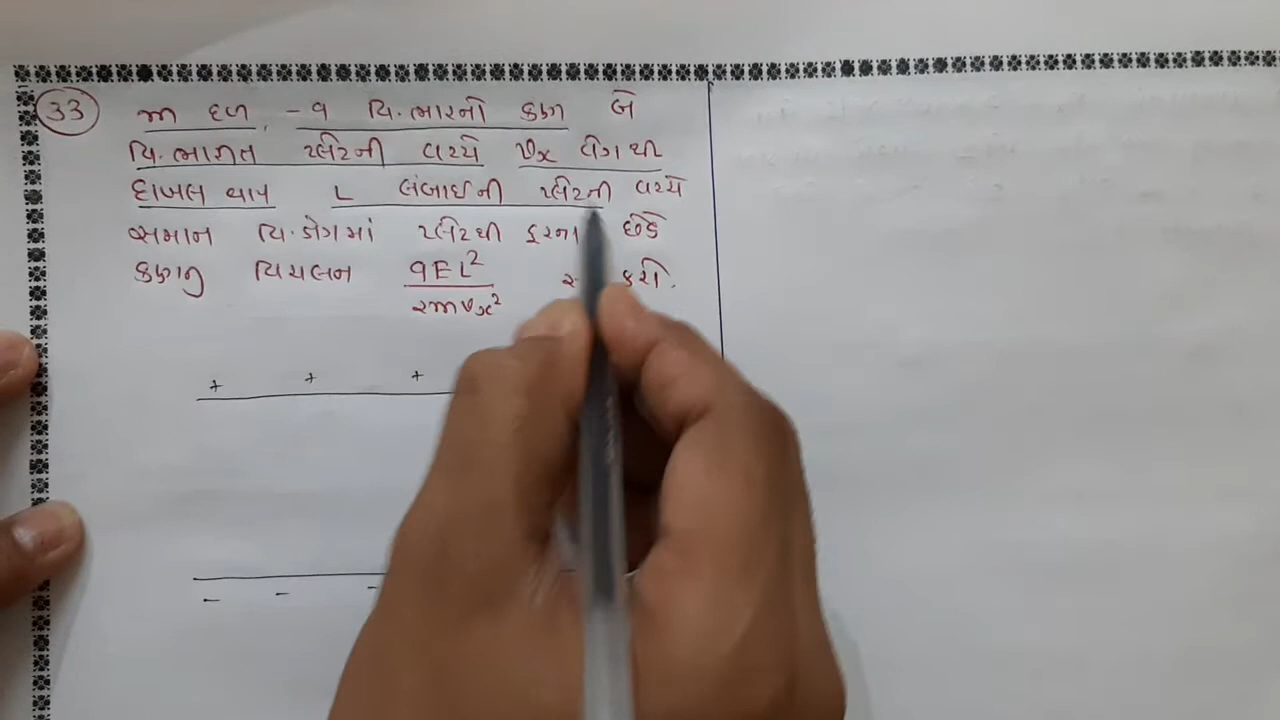 33
m દળ, -q વિ.ભારનો કણ બે
વિ.ભારીત પ્લેટની વચ્ચે vx વેગથી
દાખલ થાય L લંબાઈની પ્લેટની વચ્ચે
સમાન વિ.ક્ષેત્રમાં પ્લેટથી દૂરના છેડે
કણનુ વિચલન qEL²
2mvx² કરો.
+ + +
- - -